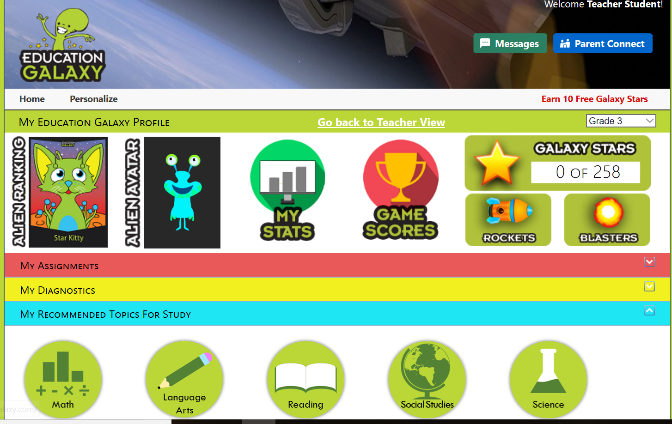 Welcome Teacher Student!
EDUCATION
GALAXY
Messages
Parent Connect
Home
Personalize
Earn 10 Free Galaxy Stars
MY EDUCATION GALAXY PROFILE
Go back to Teacher View
Grade 3
ALIEN RANKING
Star Kitty
ALIEN AVATAR
MY
STATS
GAME
SCORES
GALAXY STARS
0 OF 258
ROCKETS
BLASTERS
MY ASSIGNMENTS
MY DIAGNOSTICS
MY RECOMMENDED TOPICS FOR STUDY
Math
Language
Arts
Reading
Social Studies
Science